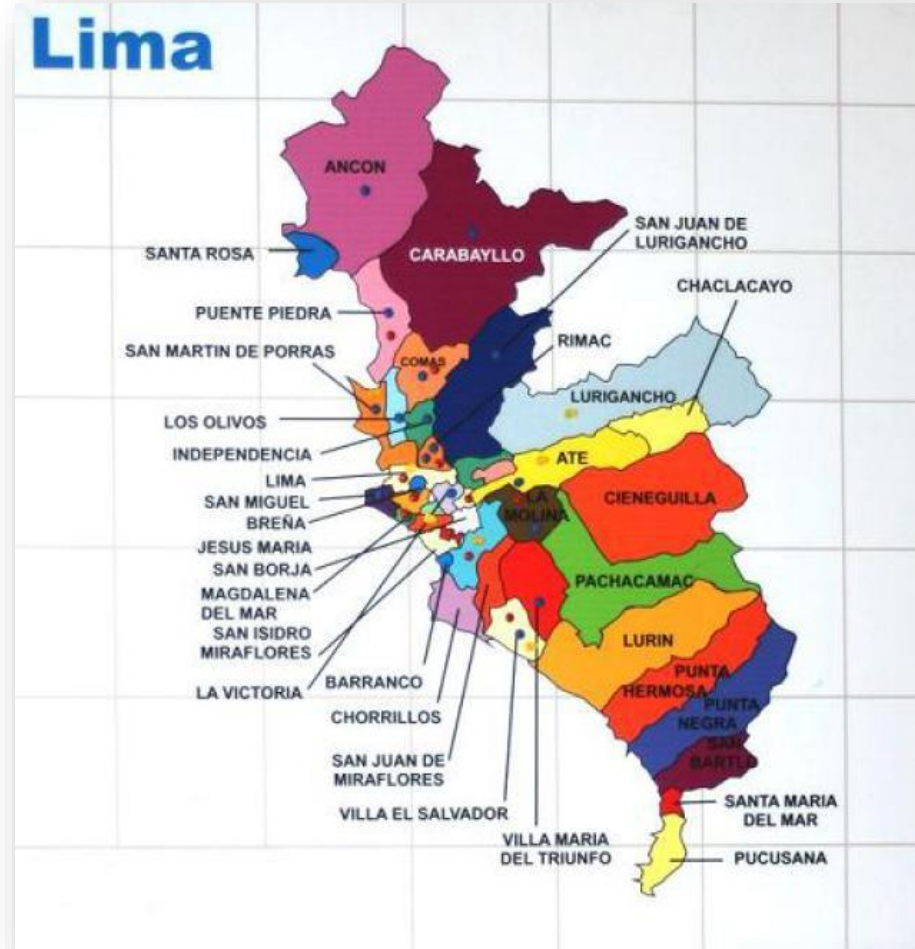 Lima
ANCON
SANTA ROSA
CARABAYLLO
SAN JUAN DE
LURIGANCHO
CHACLACAYO
PUENTE PIEDRA
SAN MARTIN DE PORRAS
COMAS
RIMAC
LURIGANCHO
LOS OLIVOS
INDEPENDENCIA
ATE
LIMA
SAN MIGUEL
BREÑA
LA
MOLINA
CIENEGUILLA
JESUS MARIA
SAN BORJA
MAGDALENA
DEL MAR
PACHACAMAC
SAN ISIDRO
MIRAFLORES
LURIN
LA VICTORIA
BARRANCO
CHORRILLOS
PUNTA
HERMOSA
PUNTA
NEGRA
SAN
BARTLO
SAN JUAN DE
MIRAFLORES
VILLA EL SALVADOR
VILLA MARIA
DEL TRIUNFO
SANTA MARIA
DEL MAR
PUCUSANA